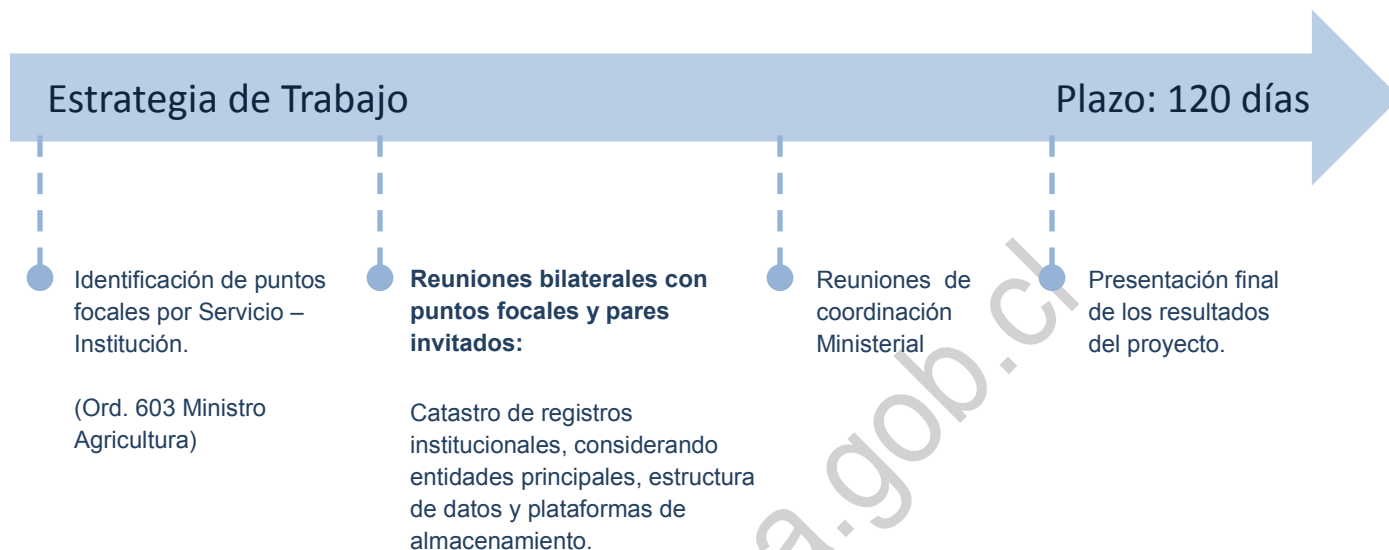 Estrategia de Trabajo
Plazo: 120 días
Identificación de puntos
focales por Servicio –
Institución.
(Ord. 603 Ministro
Agricultura)
Reuniones bilaterales con
puntos focales y pares
invitados:
Catastro de registros
institucionales, considerando
entidades principales, estructura
de datos y plataformas de
almacenamiento.
Reuniones de
coordinación
Ministerial
Presentación final
de los resultados
del proyecto.
a.gob.cl